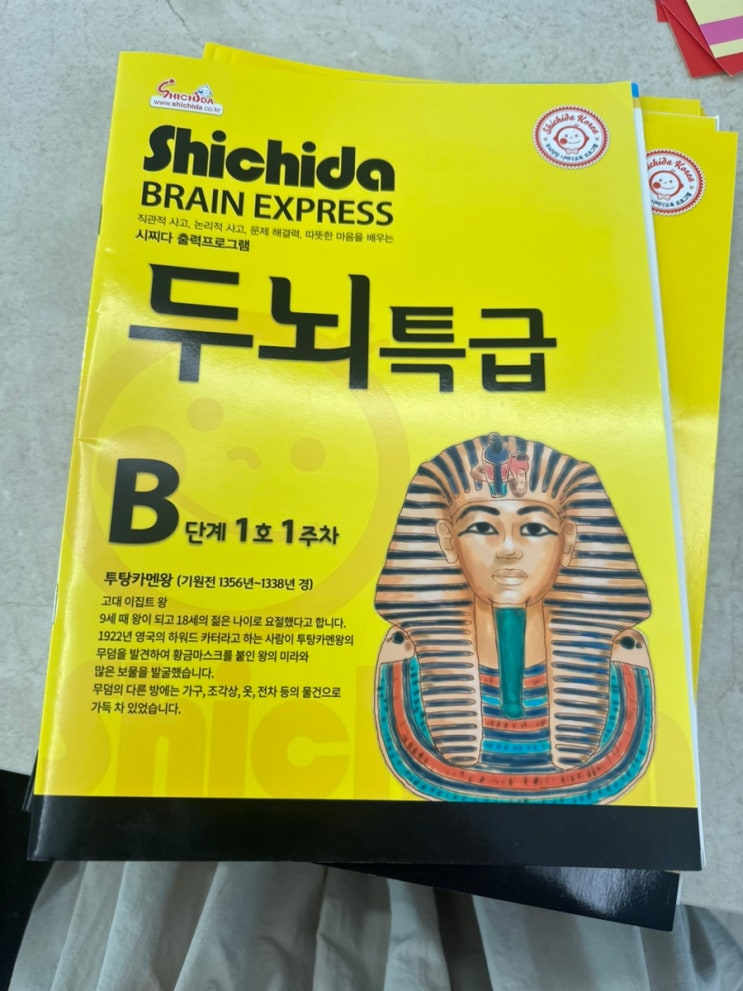 SHICHIDA
www.shichida.co.kr
Shichida Korea
Shichida
BRAIN EXPRESS
직관적 사고, 논리적 사고, 문제 해결력, 따뜻한 마음을 배우는
시찌다 출력프로그램
두뇌특급
B단계 1호 1주차
투탕카멘왕 (기원전 1356년~1338년 경)
고대 이집트 왕
9세 때 왕이 되고 18세의 젊은 나이로 요절했다고 합니다.
1922년 영국의 하워드 카터라고 하는 사람이 투탕카멘왕의
무덤을 발견하여 황금마스크를 붙인 왕의 미라와
많은 보물을 발굴했습니다.
무덤의 다른 방에는 가구, 조각상, 옷, 전차 등의 물건으로
가득 차 있었습니다.
Shichida